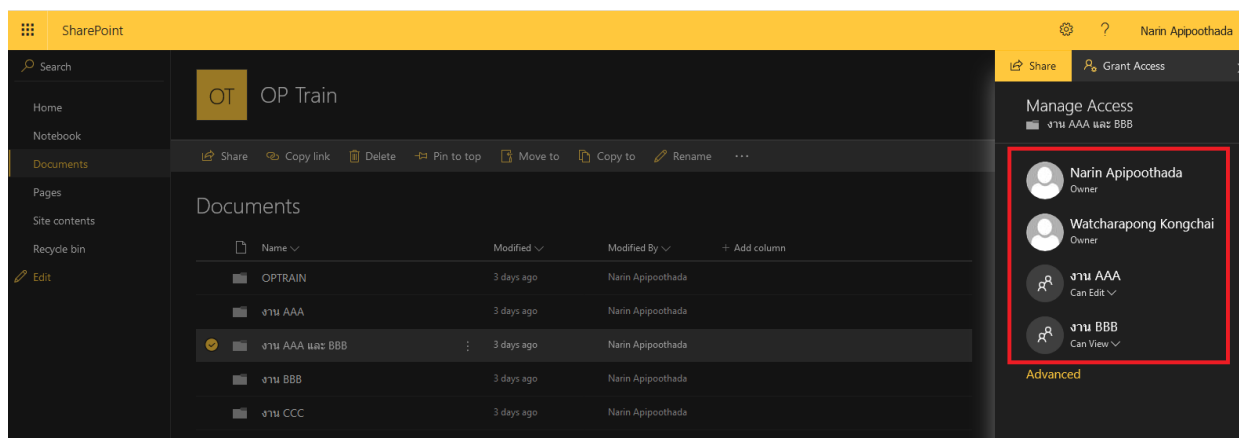 SharePoint
? Narin Apipoothada
Search
Home
Notebook
Documents
Pages
Site contents
Recycle bin
Edit
OT OP Train
Share Copy link Delete Pin to top Move to Copy to Rename ...
Documents
Name Modified Modified By + Add column
OPTRAIN 3 days ago Narin Apipoothada
งาน AAA 3 days ago Narin Apipoothada
งาน AAA และ BBB 3 days ago Narin Apipoothada
งาน BBB 3 days ago Narin Apipoothada
งาน CCC 3 days ago Narin Apipoothada
Share Grant Access
Manage Access
งาน AAA และ BBB
Narin Apipoothada
Owner
Watcharapong Kongchai
Owner
งาน AAA
Can Edit
งาน BBB
Can View
Advanced